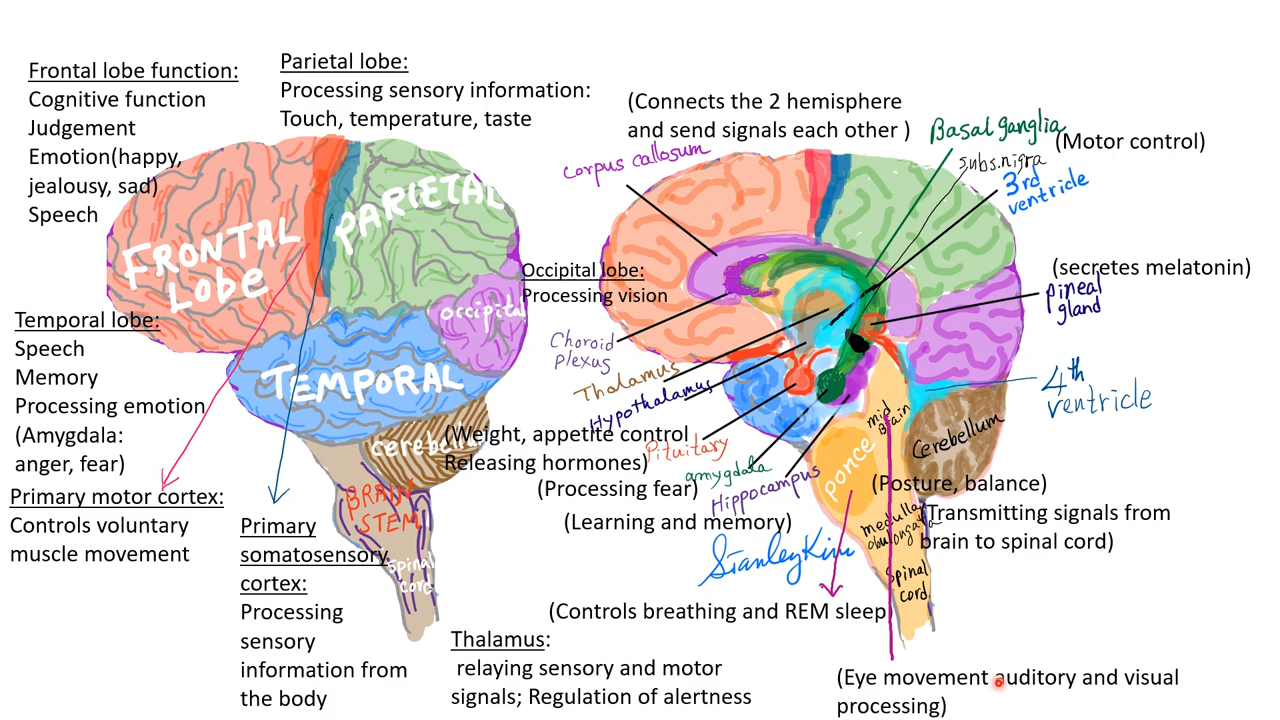 Frontal lobe function:
Cognitive function
Judgement
Emotion(happy,
jealousy, sad)
Speech
Parietal lobe:
Processing sensory information:
Touch, temperature, taste
FRONTAL
Lobe
PARIETAL
occipital
TEMPORAL
BRAIN
STEM
spinal
cord
Temporal lobe:
Speech
Memory
Processing emotion
(Amygdala:
anger, fear)
Primary motor cortex:
Controls voluntary
muscle movement
Primary
somatosensory
cortex:
Processing
sensory
information from
the body
Occipital lobe:
Processing vision
(Connects the 2 hemisphere
and send signals each other )
corpus callosum
Basal ganglia
(Motor control)
subs.nigra
3rd
ventricle
(secretes melatonin)
pineal
gland
4th
ventricle
Choroid
plexus
Thalamus
Hypothalamus
(Weight, appetite control
Releasing hormones)
Pituitary
amygdala
(Processing fear)
Hippocampus
(Learning and memory)
StanleyKim
mid
Brain
ponce
Cerebellum
(Posture, balance)
medulla
oblongata
(Transmitting signals from
brain to spinal cord)
spinal
cord
(Controls breathing and REM sleep
Thalamus:
relaying sensory and motor
signals; Regulation of alertness
(Eye movement auditory and visual
processing)